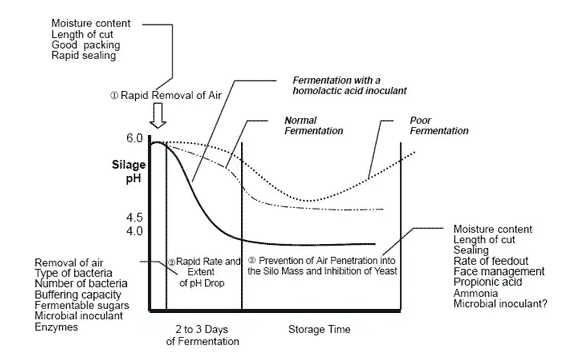 Moisture content
Length of cut
Good packing
Rapid sealing
① Rapid Removal of Air
Fermentation with a
homolactic acid inoculant
Normal
Fermentation
Poor
Fermentation
6.0
Silage
pH
4.5
4.0
Removal of air
Type of bacteria
Number of bacteria
Buffering capacity
Fermentable sugars
Microbial inoculant
Enzymes
② Rapid Rate and
Extent
of pH Drop
③ Prevention of Air Penetration into
the Silo Mass and Inhibition of Yeast
Moisture content
Length of cut
Sealing
Rate of feedout
Face management
Propionic acid
Ammonia
Microbial inoculant?
2 to 3 Days
of Fermentation
Storage Time